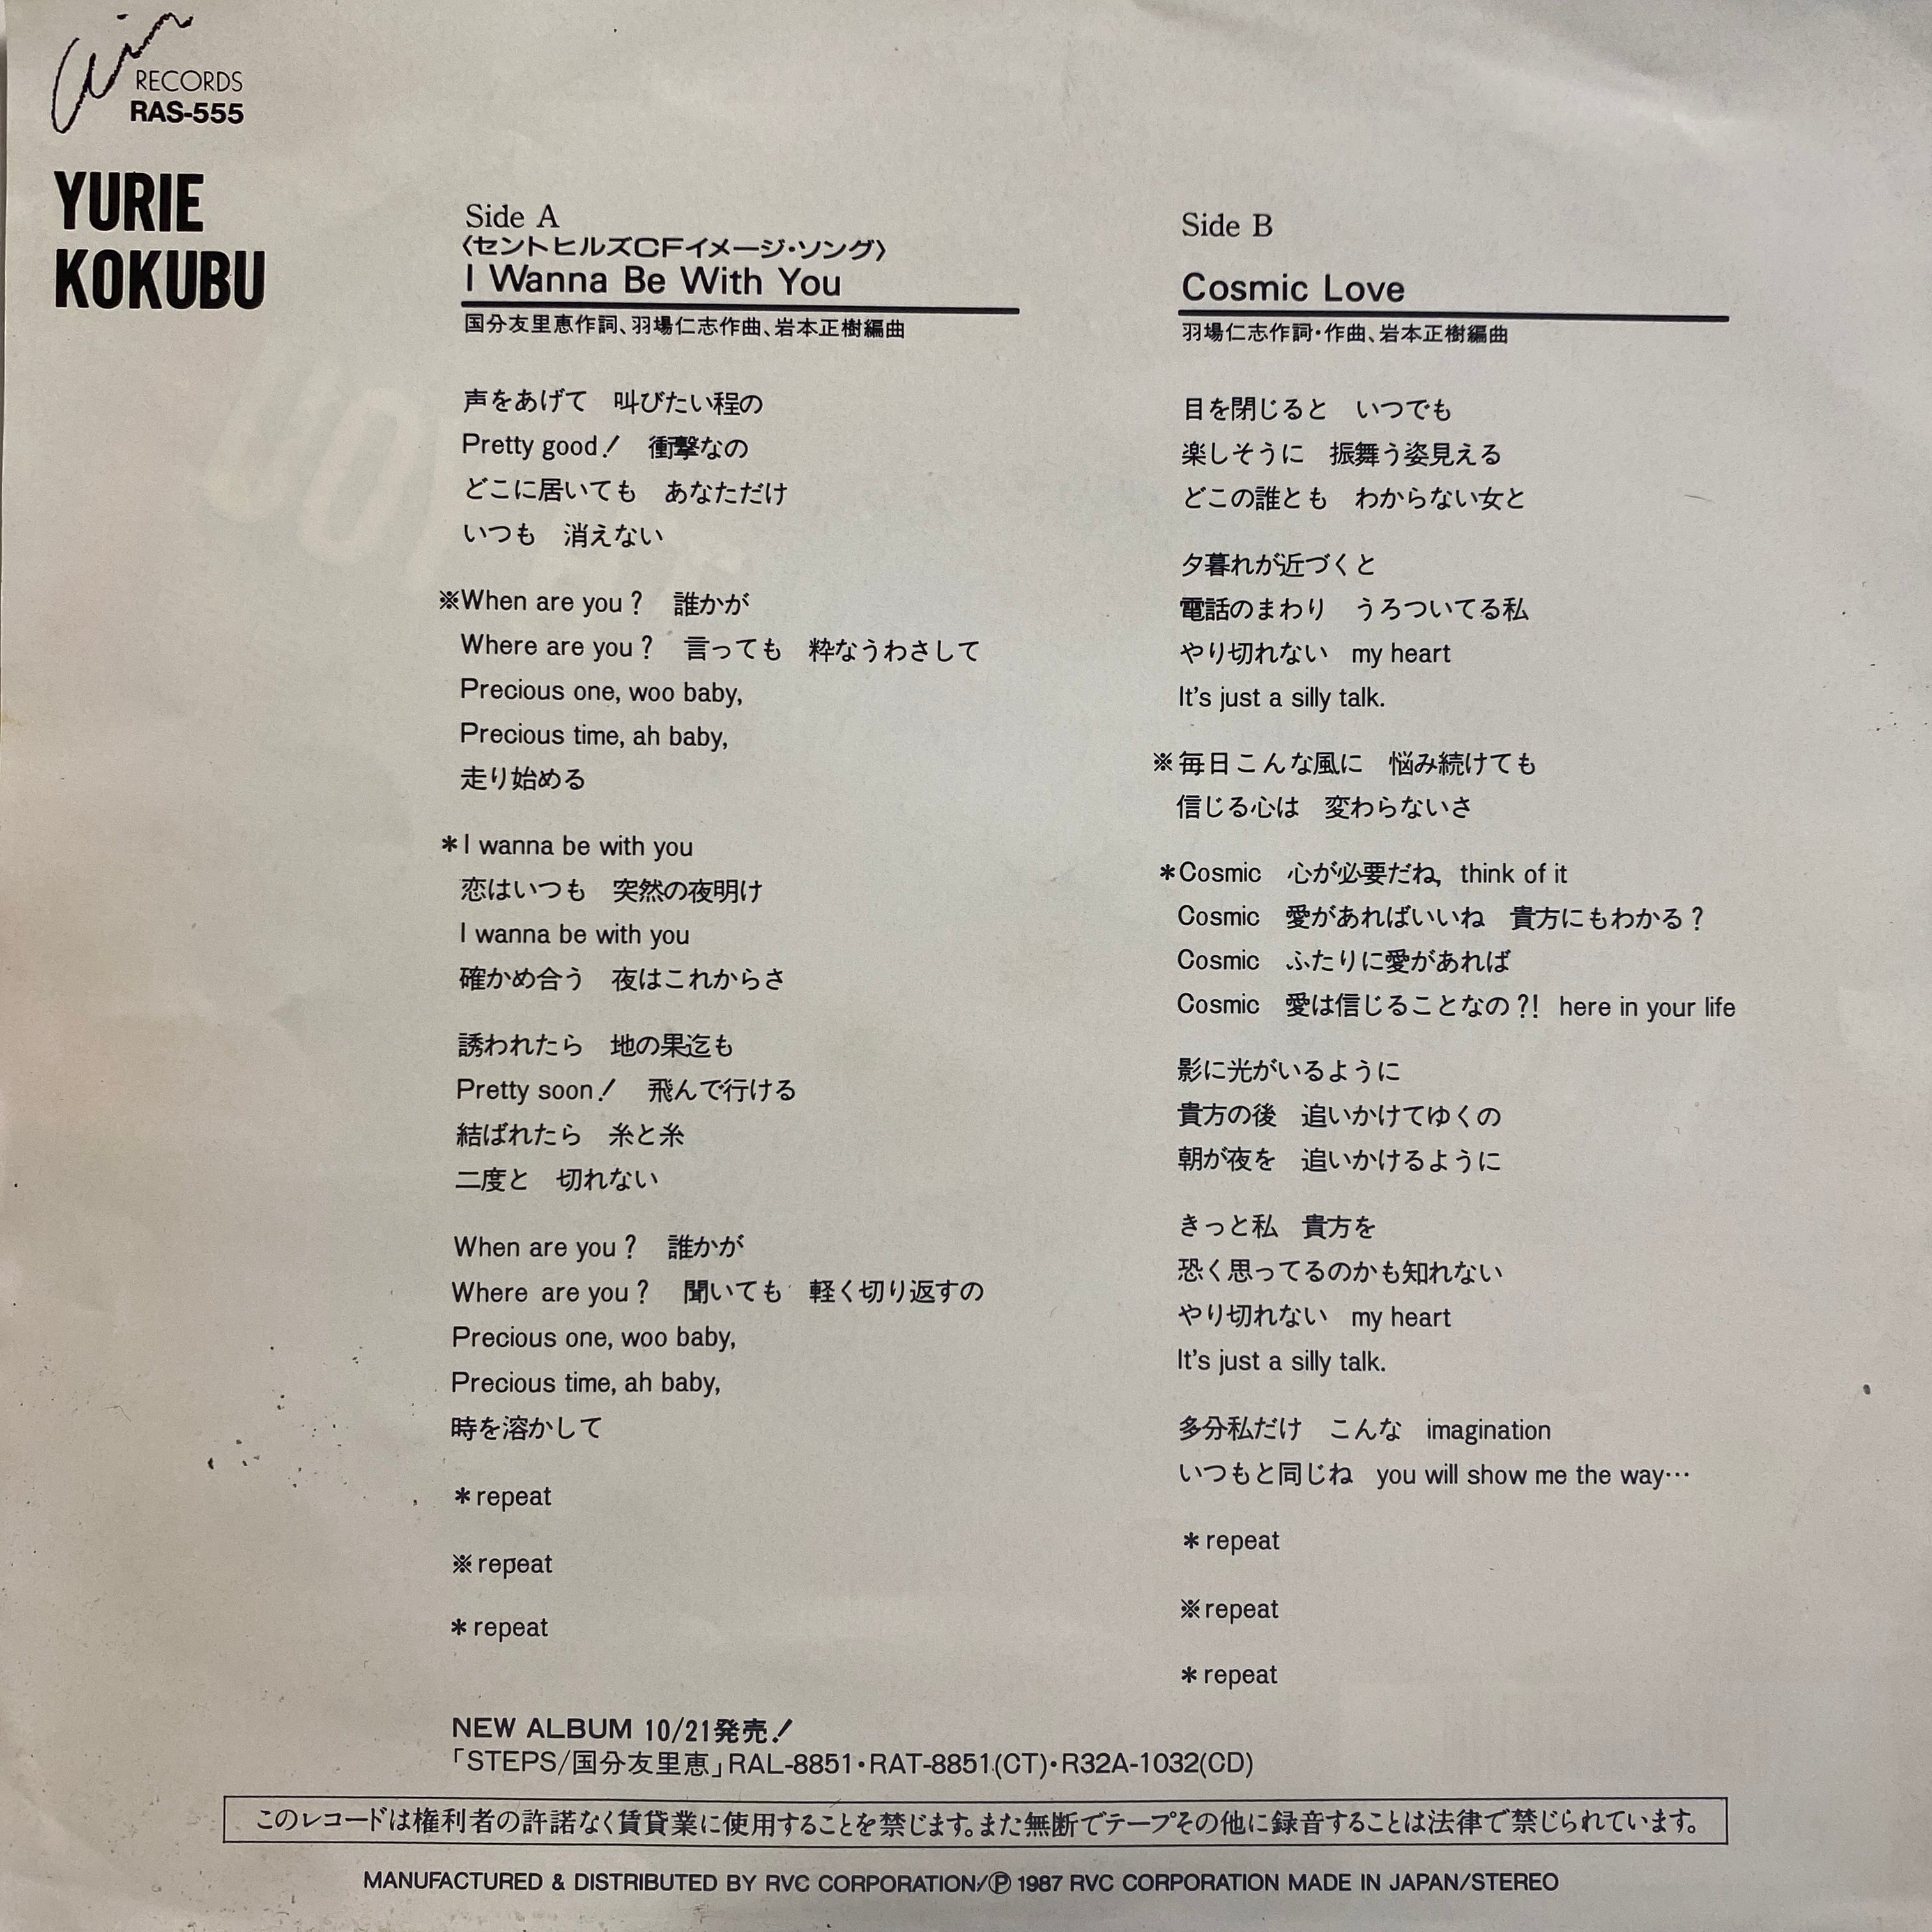 Air RECORDS
RAS-555
YURIE
KOKUBU
Side A
〈セントヒルズCFイメージ・ソング〉
I Wanna Be With You
国分友里恵作詞、羽場仁志作曲、岩本正樹編曲
声をあげて　叫びたい程の
Pretty good！　衝撃なの
どこに居いても　あなただけ
いつも　消えない
※When are you？　誰かが
Where are you？　言っても　粋なうわさして
Precious one, woo baby,
Precious time, ah baby,
走り始める
＊I wanna be with you
恋はいつも　突然の夜明け
I wanna be with you
確かめ合う　夜はこれからさ
誘われたら　地の果迄も
Pretty soon！　飛んで行ける
結ばれたら　糸と糸
二度と　切れない
When are you？　誰かが
Where are you？　聞いても　軽く切り返すの
Precious one, woo baby,
Precious time, ah baby,
時を溶かして
＊repeat
※repeat
＊repeat
Side B
Cosmic Love
羽場仁志作詞・作曲、岩本正樹編曲
目を閉じると　いつでも
楽しそうに　振舞う姿見える
どこの誰とも　わからない女と
夕暮れが近づくと
電話のまわり　うろついてる私
やり切れない　my heart
It's just a silly talk.
※毎日こんな風に　悩み続けても
信じる心は　変わらないさ
＊Cosmic　心が必要だね, think of it
Cosmic　愛があればいいね　貴方にもわかる？
Cosmic　ふたりに愛があれば
Cosmic　愛は信じることなの?! here in your life
影に光がいるように
貴方の後　追いかけてゆくの
朝が夜を　追いかけるように
きっと私　貴方を
恐く思ってるのかも知れない
やり切れない　my heart
It's just a silly talk.
多分私だけ　こんな　imagination
いつもと同じね　you will show me the way…
＊repeat
※repeat
＊repeat
NEW ALBUM 10/21発売！
「STEPS/国分友里恵」RAL-8851・RAT-8851(CT)・R32A-1032(CD)
このレコードは権利者の許諾なく賃貸業に使用することを禁じます。また無断でテープその他に録音することは法律で禁じられています。
MANUFACTURED & DISTRIBUTED BY RVC CORPORATION/Ⓟ 1987 RVC CORPORATION MADE IN JAPAN/STEREO